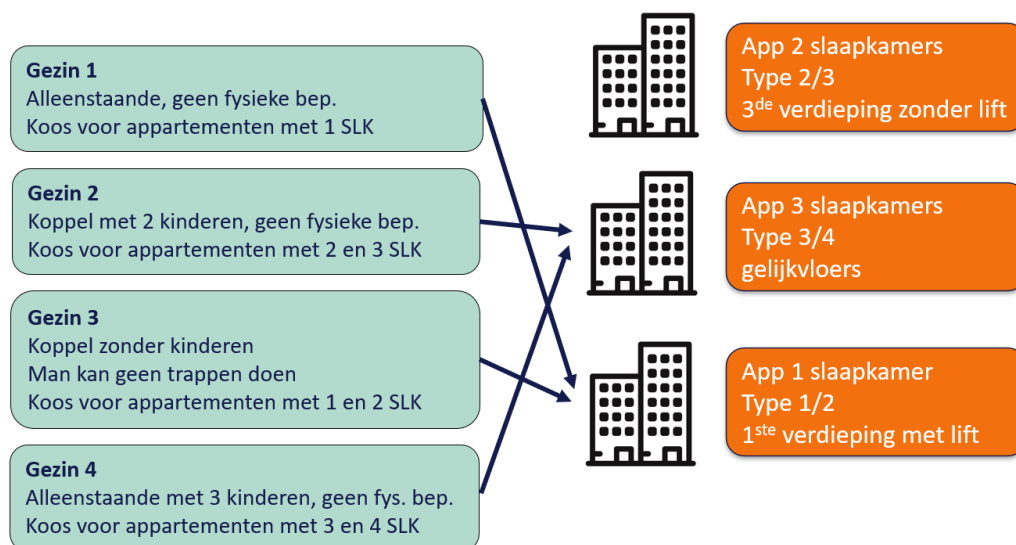 Gezin 1
Alleenstaande, geen fysieke bep.
Koos voor appartementen met 1 SLK
Gezin 2
Koppel met 2 kinderen, geen fysieke bep.
Koos voor appartementen met 2 en 3 SLK
Gezin 3
Koppel zonder kinderen
Man kan geen trappen doen
Koos voor appartementen met 1 en 2 SLK
Gezin 4
Alleenstaande met 3 kinderen, geen fys. bep.
Koos voor appartementen met 3 en 4 SLK
App 2 slaapkamers
Type 2/3
3de verdieping zonder lift
App 3 slaapkamers
Type 3/4
gelijkvloers
App 1 slaapkamer
Type 1/2
1ste verdieping met lift